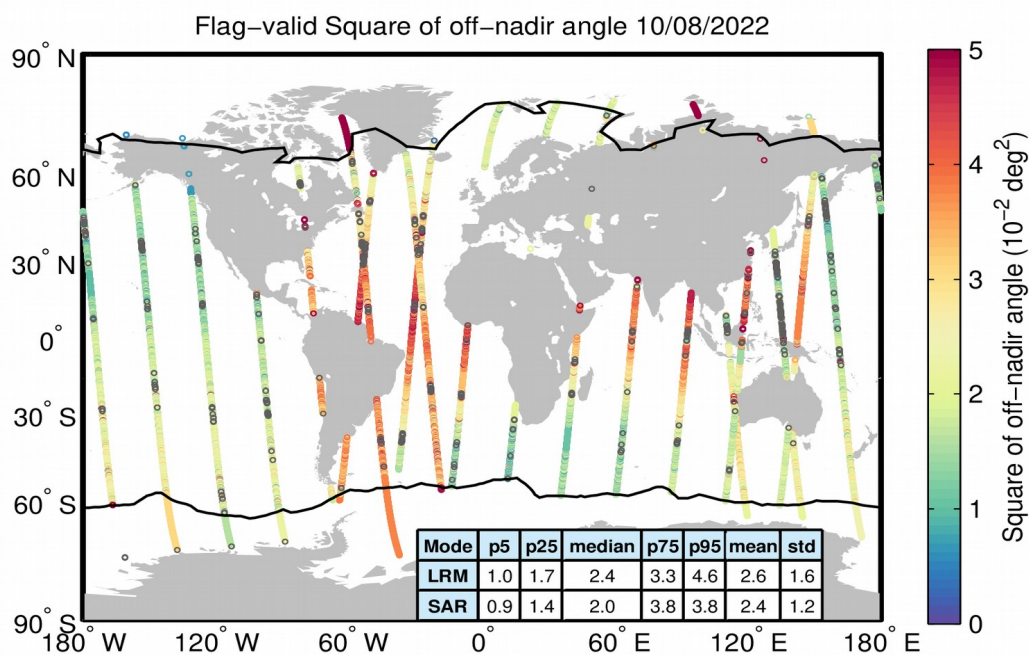 Flag−valid Square of off−nadir angle 10/08/2022
90° N
60° N
30° N
0°
30° S
60° S
90° S
180° W
120° W
60° W
0°
60° E
120° E
180° E
5
4
3
2
1
0
Square of off−nadir angle (10⁻² deg²)
Mode p5 p25 median p75 p95 mean std
LRM 1.0 1.7 2.4 3.3 4.6 2.6 1.6
SAR 0.9 1.4 2.0 3.8 3.8 2.4 1.2